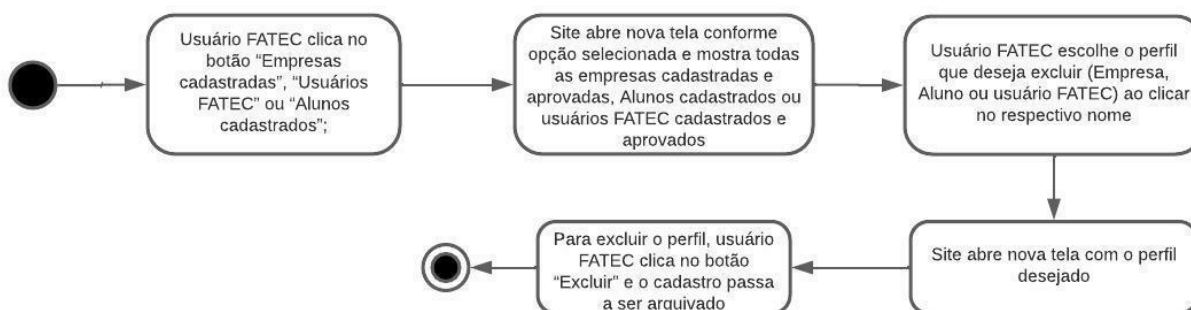 Usuário FATEC clica no
botão “Empresas
cadastradas”, “Usuários
FATEC” ou “Alunos
cadastrados”;
Site abre nova tela conforme
opção selecionada e mostra todas
as empresas cadastradas e
aprovadas, Alunos cadastrados ou
usuários FATEC cadastrados e
aprovados
Usuário FATEC escolhe o perfil
que deseja excluir (Empresa,
Aluno ou usuário FATEC) ao clicar
no respectivo nome
Site abre nova tela com o perfil
desejado
Para excluir o perfil, usuário
FATEC clica no botão
“Excluir” e o cadastro passa
a ser arquivado